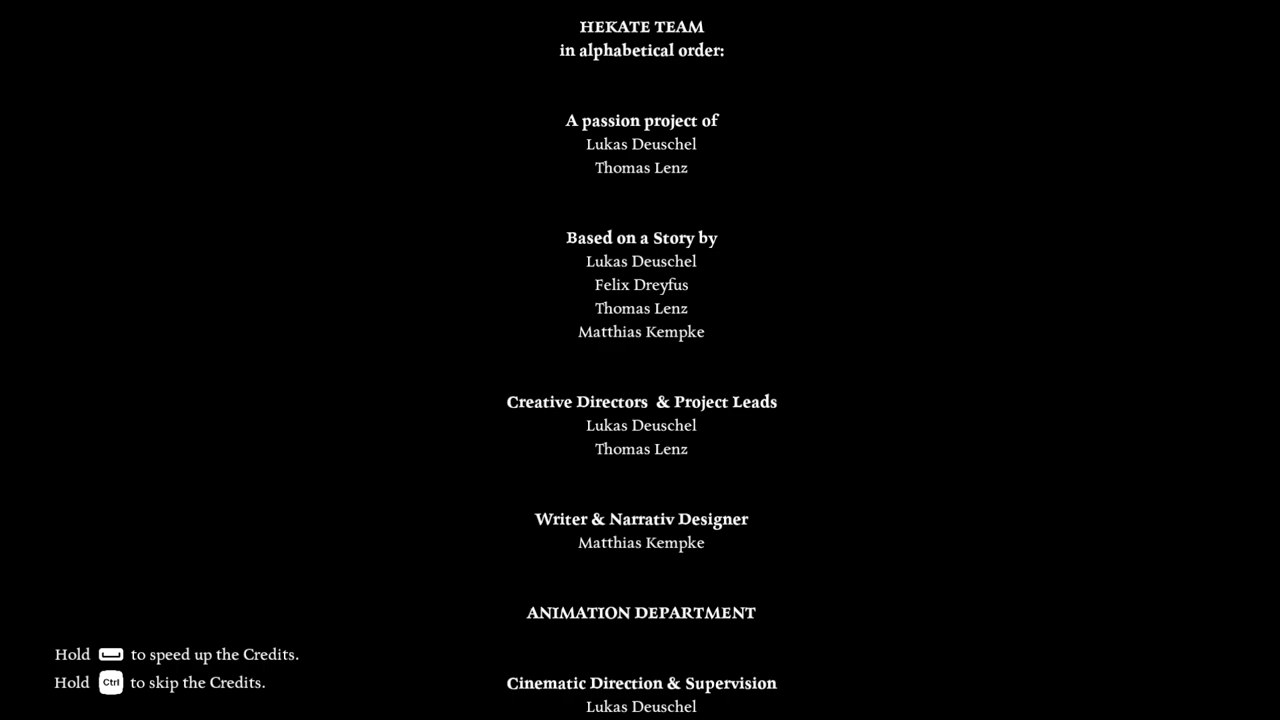 HEKATE TEAM
in alphabetical order:
A passion project of
Lukas Deuschel
Thomas Lenz
Based on a Story by
Lukas Deuschel
Felix Dreyfus
Thomas Lenz
Matthias Kempke
Creative Directors  & Project Leads
Lukas Deuschel
Thomas Lenz
Writer & Narrativ Designer
Matthias Kempke
ANIMATION DEPARTMENT
Hold to speed up the Credits.
Hold Ctrl to skip the Credits.
Cinematic Direction & Supervision
Lukas Deuschel